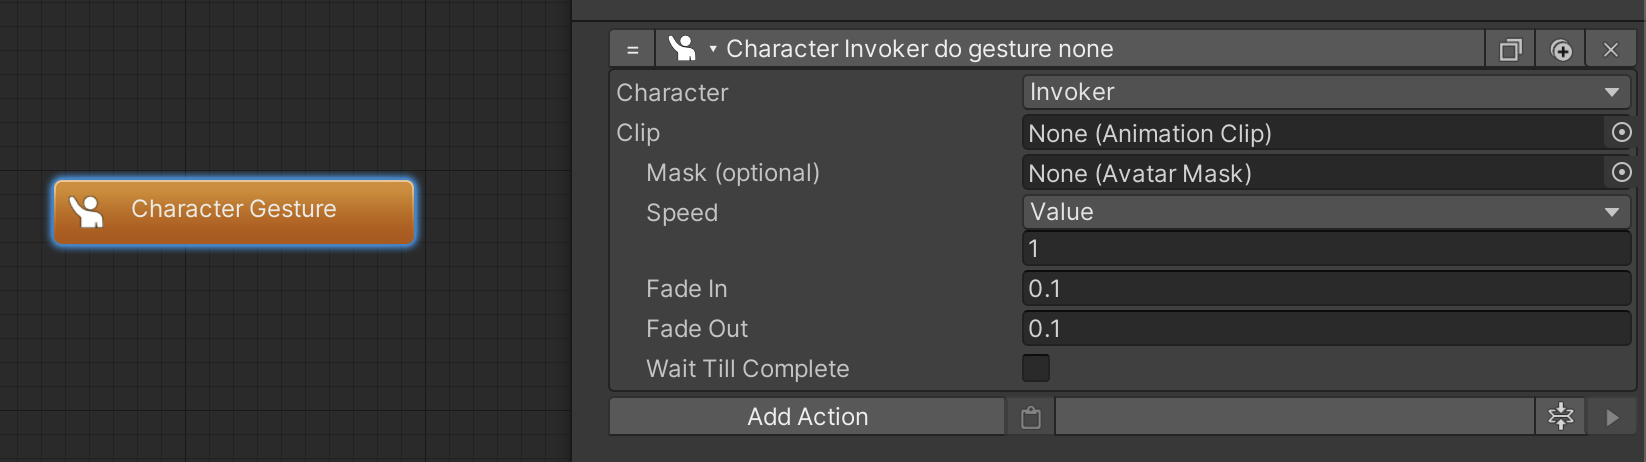 Character Gesture
= Character Invoker do gesture none
Character Invoker
Clip None (Animation Clip)
Mask (optional) None (Avatar Mask)
Speed Value
1
Fade In 0.1
Fade Out 0.1
Wait Till Complete
Add Action